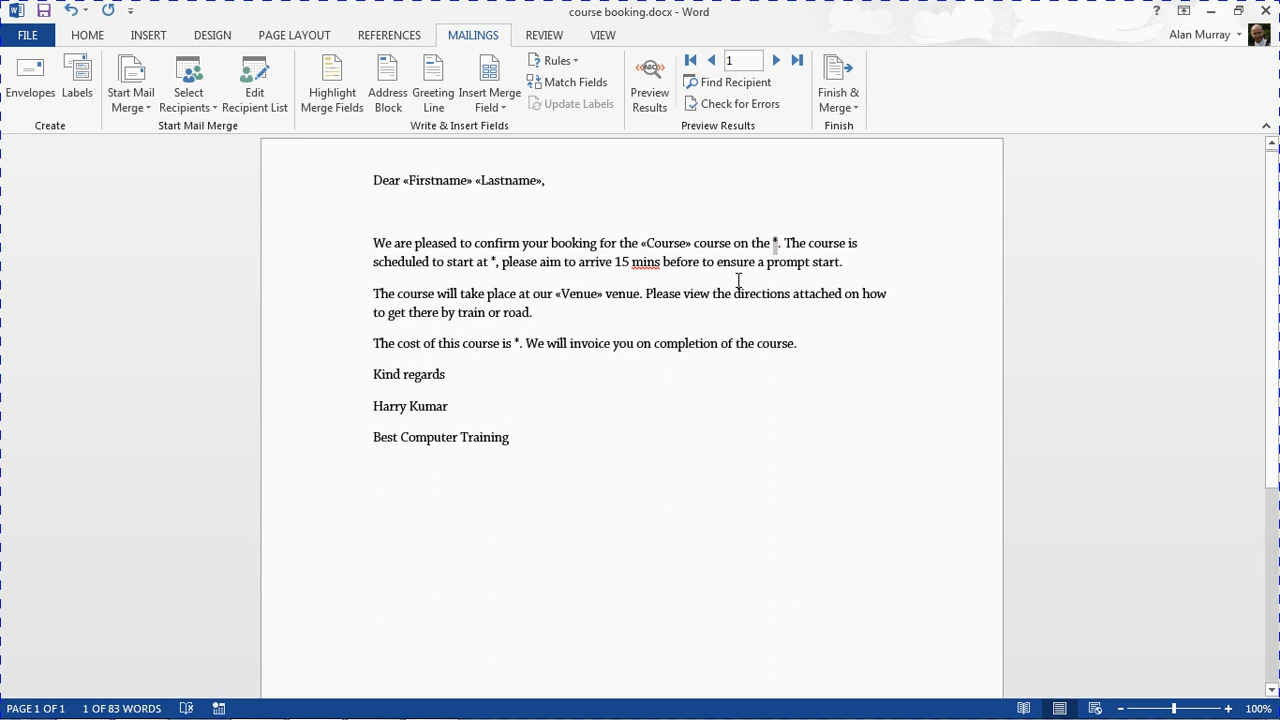 course booking.docx - Word
FILE HOME INSERT DESIGN PAGE LAYOUT REFERENCES MAILINGS REVIEW VIEW Alan Murray
Envelopes
Labels
Create
Start Mail Merge
Select Recipients
Edit Recipient List
Start Mail Merge
Highlight Merge Fields
Address Block
Greeting Line
Insert Merge Field
Rules
Match Fields
Update Labels
Write & Insert Fields
ABC
Preview Results
1
Find Recipient
Check for Errors
Preview Results
Finish & Merge
Finish
Dear «Firstname» «Lastname»,
We are pleased to confirm your booking for the «Course» course on the *. The course is
scheduled to start at *, please aim to arrive 15 mins before to ensure a prompt start.
The course will take place at our «Venue» venue. Please view the directions attached on how
to get there by train or road.
The cost of this course is *. We will invoice you on completion of the course.
Kind regards
Harry Kumar
Best Computer Training
PAGE 1 OF 1 1 OF 83 WORDS 100%